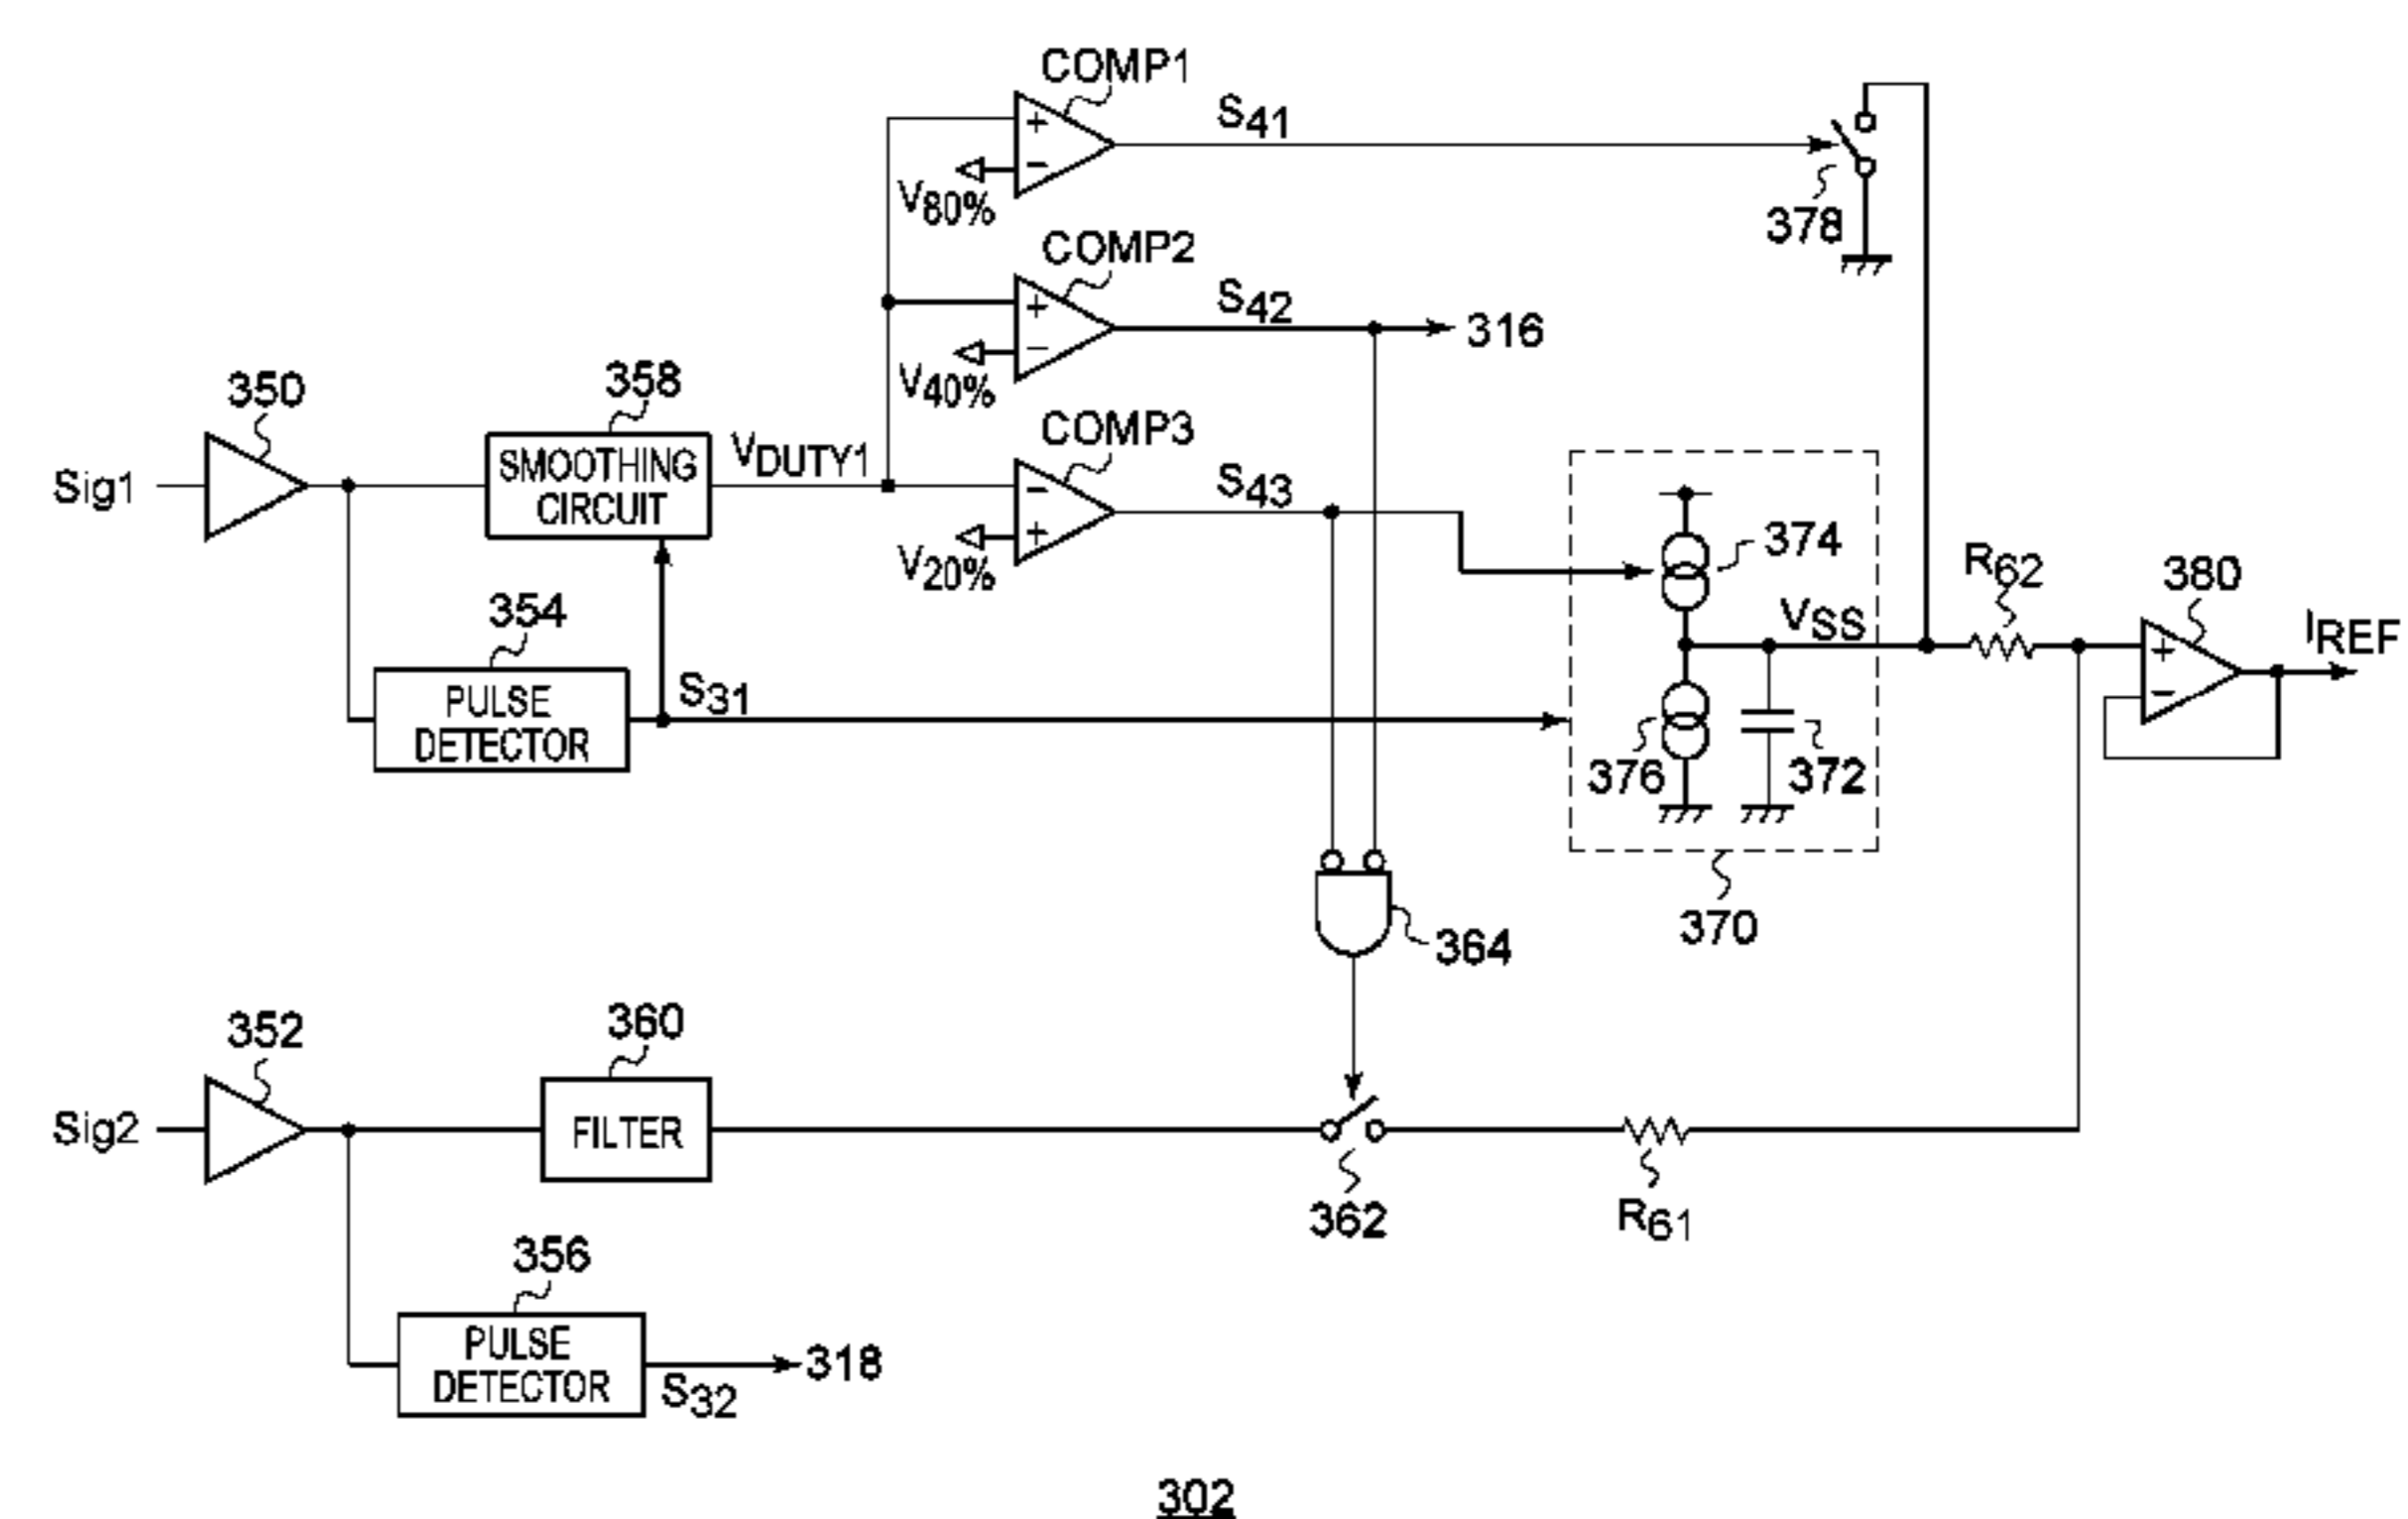 COMP1
S41
V80%
378
COMP2
S42
316
V40%
350
358
COMP3
Sig1
SMOOTHING
CIRCUIT
VDUTY1
S43
V20%
374
R62
380
354
VSS
IREF
PULSE
DETECTOR
S31
376
372
364
370
352
360
Sig2
FILTER
362
R61
356
PULSE
DETECTOR
S32
318
302